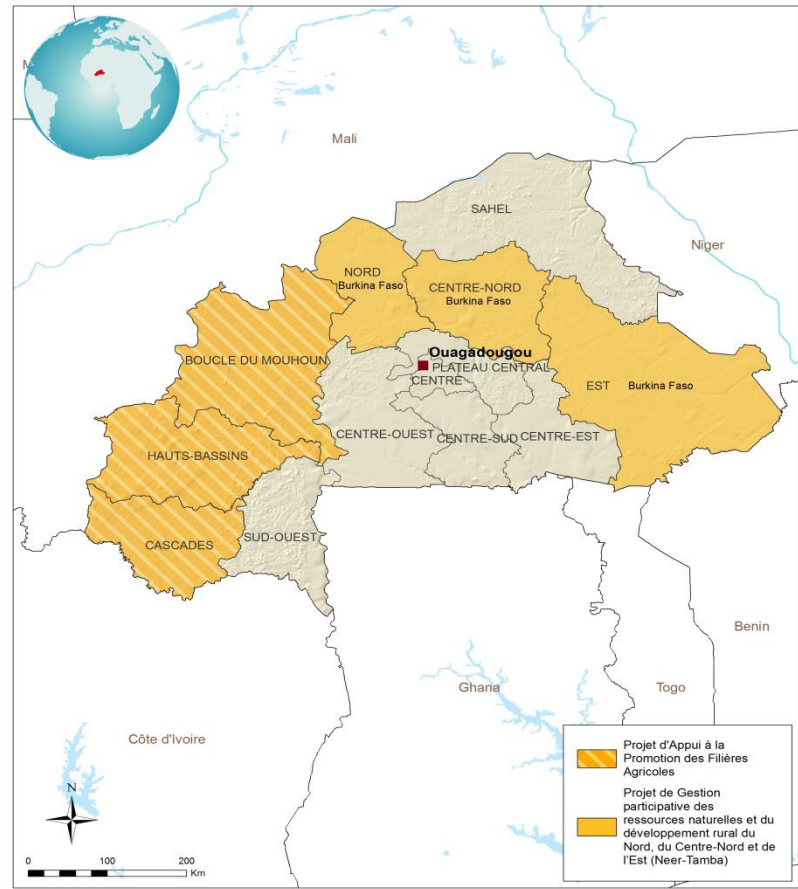 M
Mali
SAHEL
Niger
NORD
Burkina Faso
CENTRE-NORD
Burkina Faso
BOUCLE DU MOUHOUN
Ouagadougou
PLATEAU CENTRAL
CENTRE
EST
Burkina Faso
CENTRE-OUEST
CENTRE-SUD
CENTRE-EST
HAUTS-BASSINS
CASCADES
SUD-OUEST
Benin
Ghana
Togo
Côte d'Ivoire
Projet d'Appui à la
Promotion des Filières
Agricoles
Projet de Gestion
participative des
ressources naturelles et du
développement rural du
Nord, du Centre-Nord et de
l'Est (Neer-Tamba)
N
0 100 200
Km